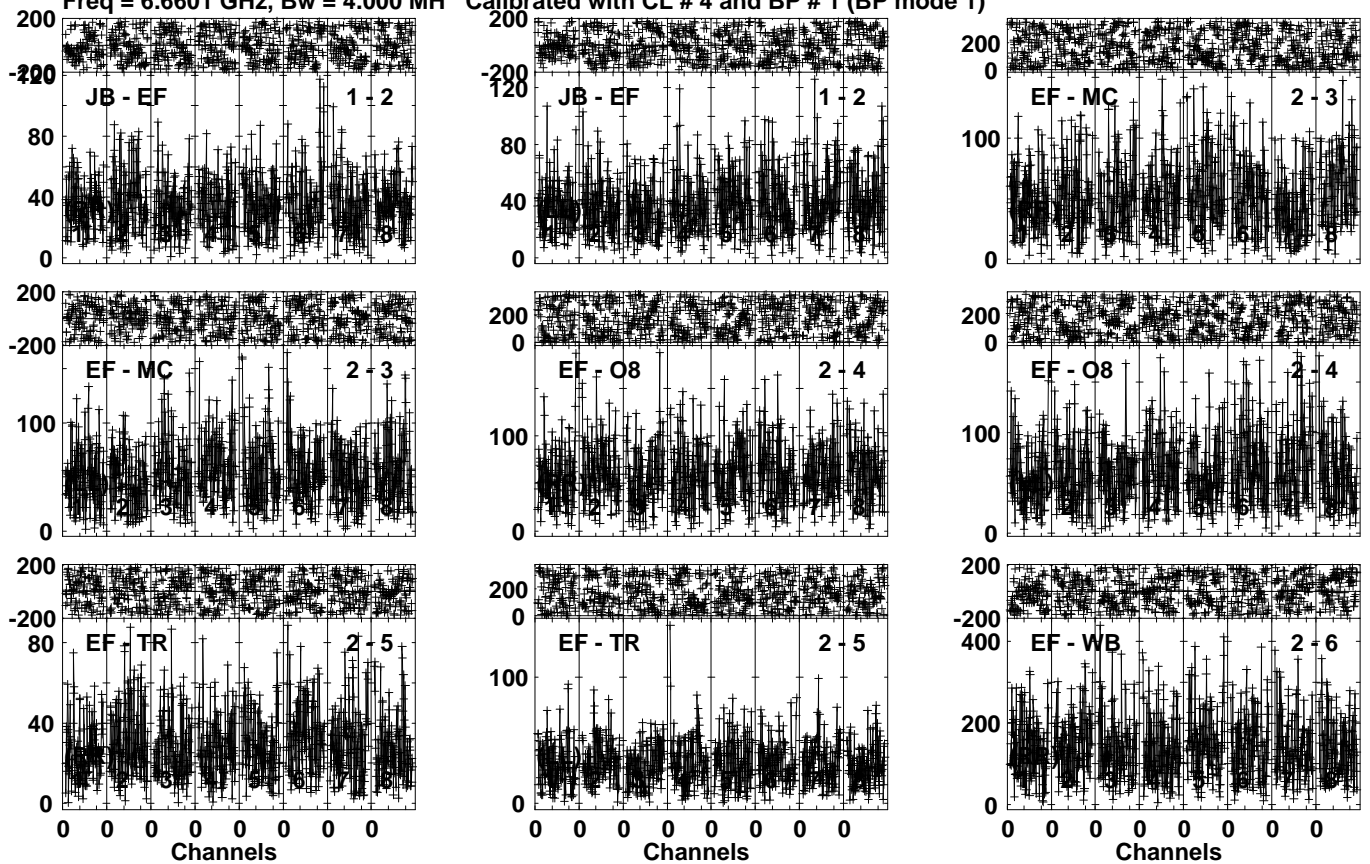 Freq = 6.6601 GHz, Bw = 4.000 MH Calibrated with CL # 4 and BP # 1 (BP mode 1)
200 200 200
-200 -200 0
120 120
JB - EF 1 - 2 JB - EF 1 - 2 EF - MC 2 - 3
80 80 100
40 40
0 0 0
200 200 200
-200 0 0
EF - MC 2 - 3 EF - O8 2 - 4 EF - O8 2 - 4
100 100 100
0 0 0
200 200 200
-200 0 -200
EF - TR 2 - 5 EF - TR 2 - 5 EF - WB 2 - 6
80 100 400
40 200
0 0 0
0 0 0 0 0 0 0 0 0 0 0 0 0 0 0 0 0 0 0 0 0 0 0 0
Channels Channels Channels